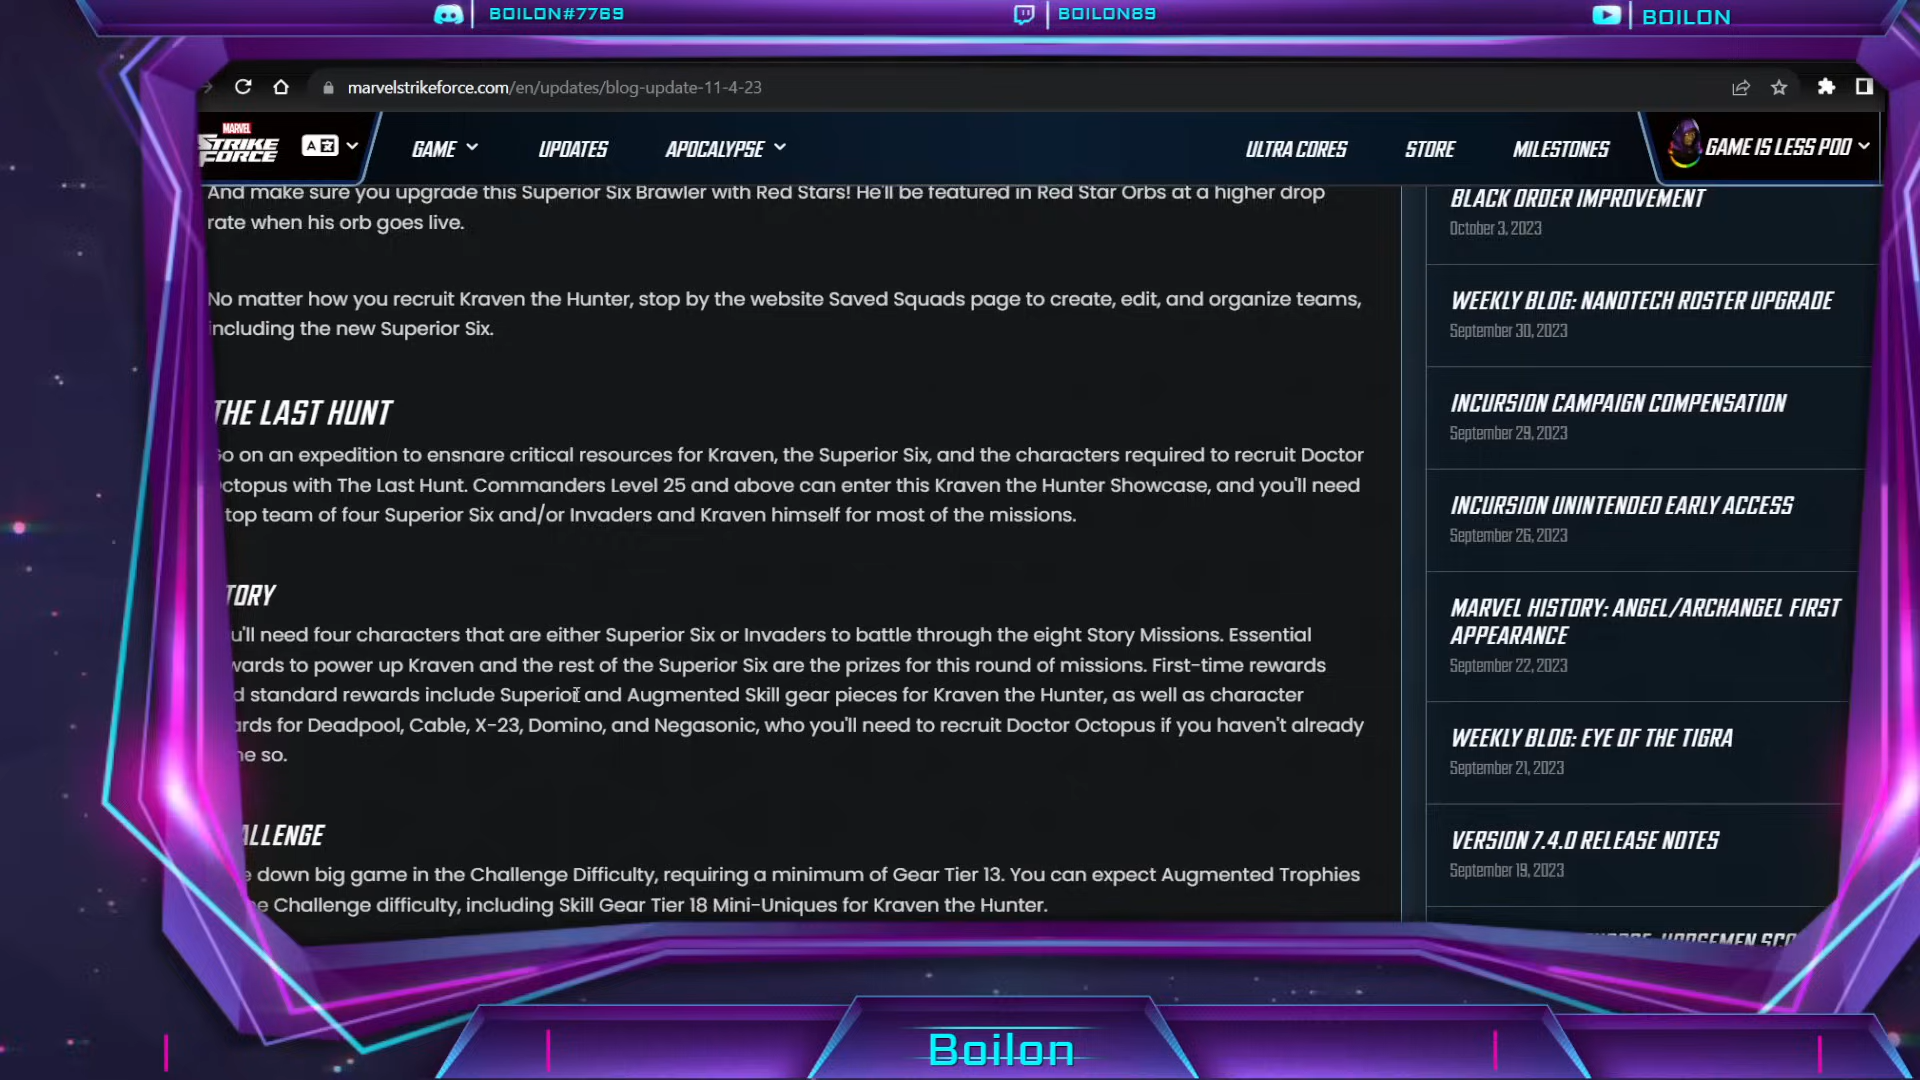 BOILON#7769
BOILON89
BOILON
marvelstrikeforce.com/en/updates/blog-update-11-4-23
MARVEL
STRIKE
FORCE
GAME
UPDATES
APOCALYPSE
ULTRA CORES
STORE
MILESTONES
GAME IS LESS POO
And make sure you upgrade this Superior Six Brawler with Red Stars! He'll be featured in Red Star Orbs at a higher drop
rate when his orb goes live.
No matter how you recruit Kraven the Hunter, stop by the website Saved Squads page to create, edit, and organize teams,
including the new Superior Six.
THE LAST HUNT
Go on an expedition to ensnare critical resources for Kraven, the Superior Six, and the characters required to recruit Doctor
Octopus with The Last Hunt. Commanders Level 25 and above can enter this Kraven the Hunter Showcase, and you'll need
top team of four Superior Six and/or Invaders and Kraven himself for most of the missions.
TORY
u'll need four characters that are either Superior Six or Invaders to battle through the eight Story Missions. Essential
wards to power up Kraven and the rest of the Superior Six are the prizes for this round of missions. First-time rewards
d standard rewards include Superior and Augmented Skill gear pieces for Kraven the Hunter, as well as character
ards for Deadpool, Cable, X-23, Domino, and Negasonic, who you'll need to recruit Doctor Octopus if you haven't already
ne so.
ALLENGE
e down big game in the Challenge Difficulty, requiring a minimum of Gear Tier 13. You can expect Augmented Trophies
e Challenge difficulty, including Skill Gear Tier 18 Mini-Uniques for Kraven the Hunter.
BLACK ORDER IMPROVEMENT
October 3, 2023
WEEKLY BLOG: NANOTECH ROSTER UPGRADE
September 30, 2023
INCURSION CAMPAIGN COMPENSATION
September 29, 2023
INCURSION UNINTENDED EARLY ACCESS
September 26, 2023
MARVEL HISTORY: ANGEL/ARCHANGEL FIRST
APPEARANCE
September 22, 2023
WEEKLY BLOG: EYE OF THE TIGRA
September 21, 2023
VERSION 7.4.0 RELEASE NOTES
September 19, 2023
Boilon